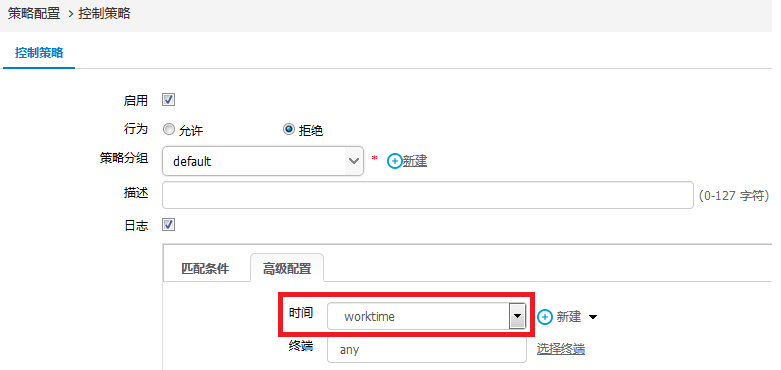 策略配置 > 控制策略
控制策略
启用
行为 允许 拒绝
策略分组 default * 新建
描述 (0-127 字符)
日志
匹配条件 高级配置
时间 worktime 新建
终端 any 选择终端